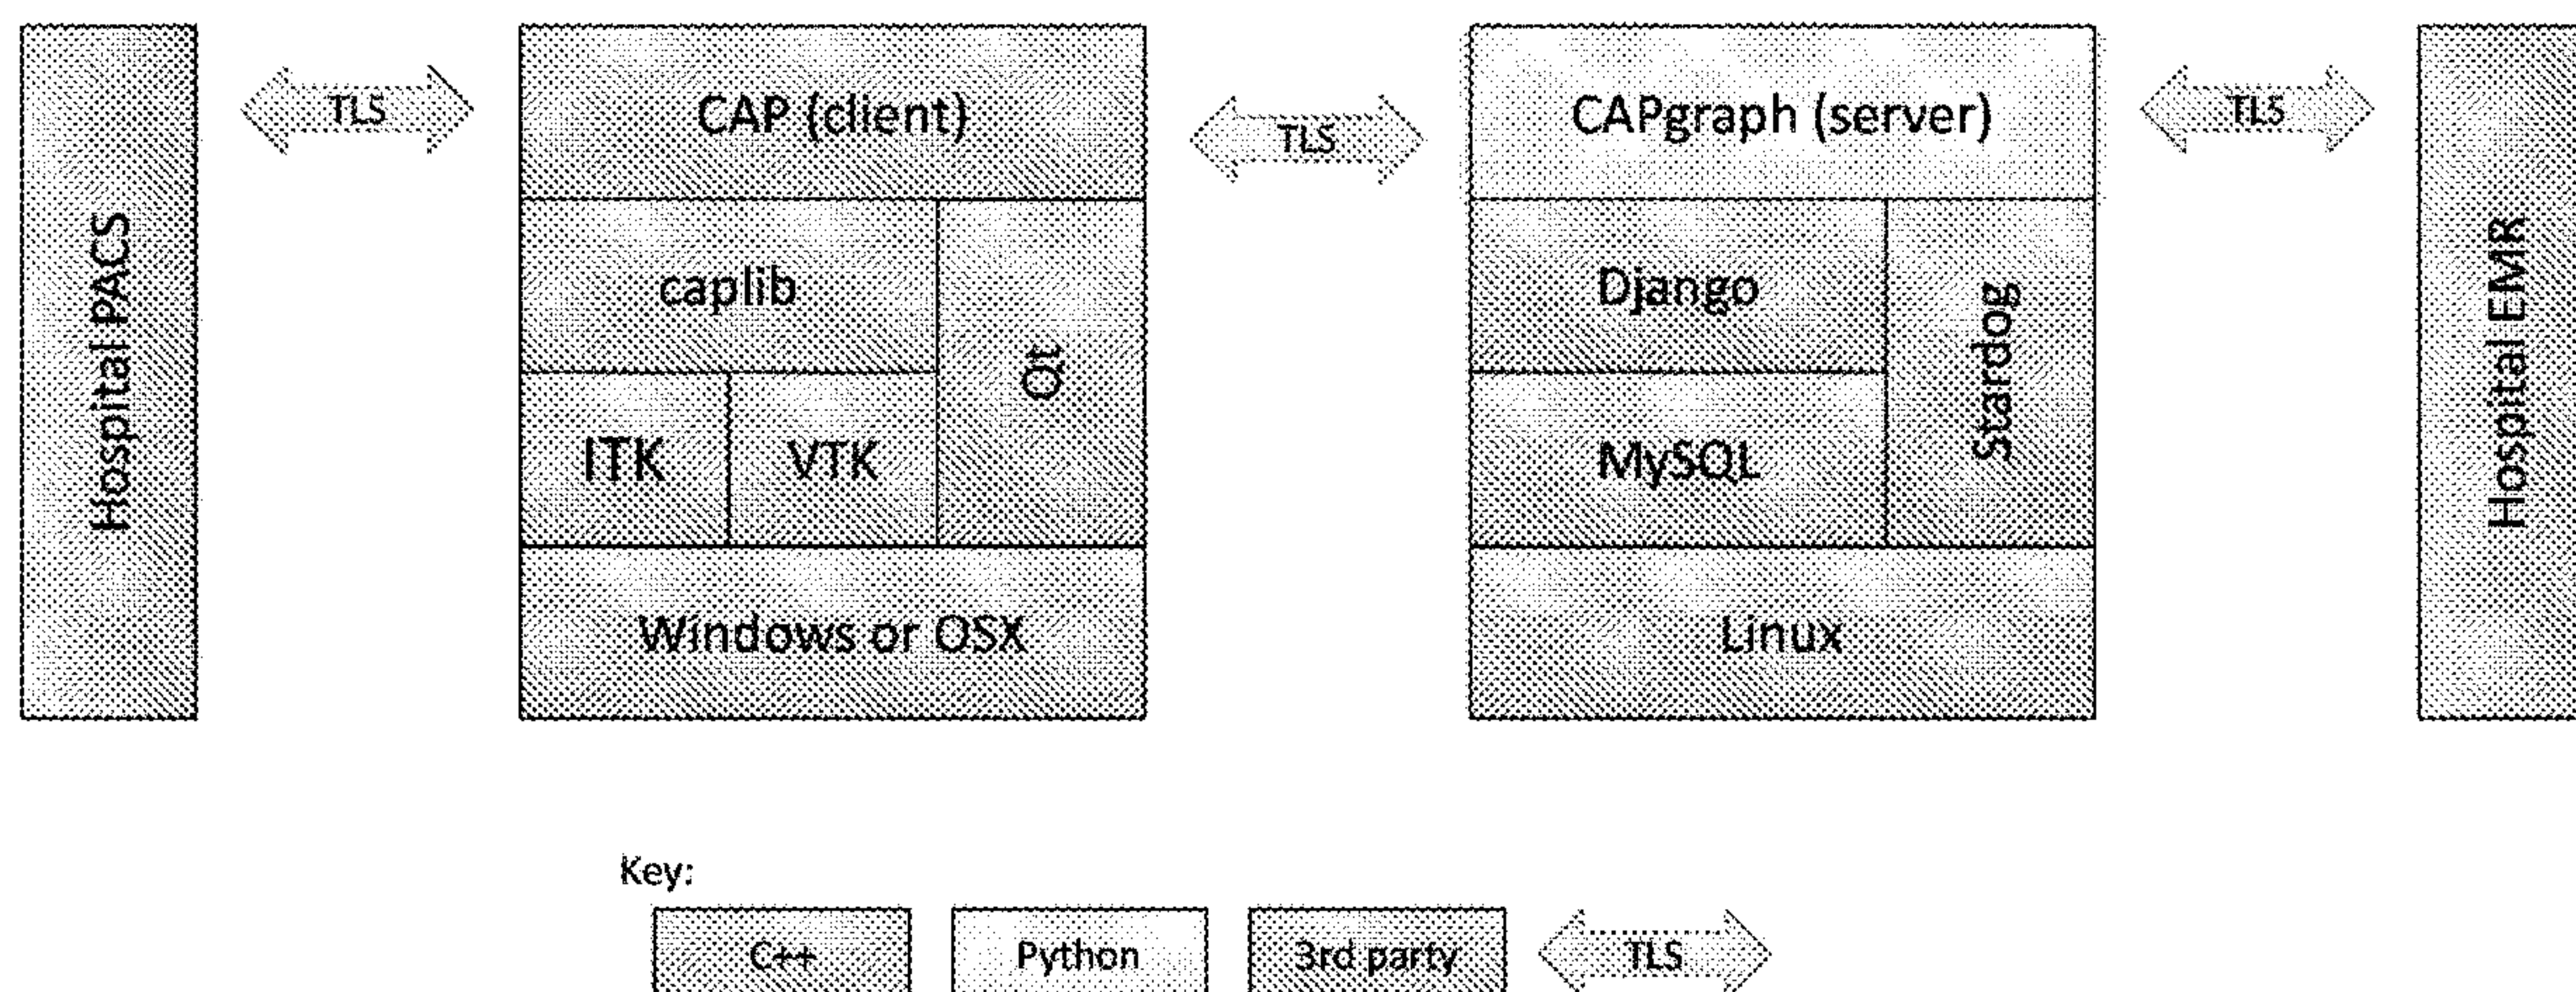 Hospital PACS
TLS
CAP (client)
caplib
Qt
ITK
VTK
Windows or OSX
TLS
CAPgraph (server)
Django
Stardog
MySQL
Linux
TLS
Hospital EMR
Key:
C++
Python
3rd party
TLS